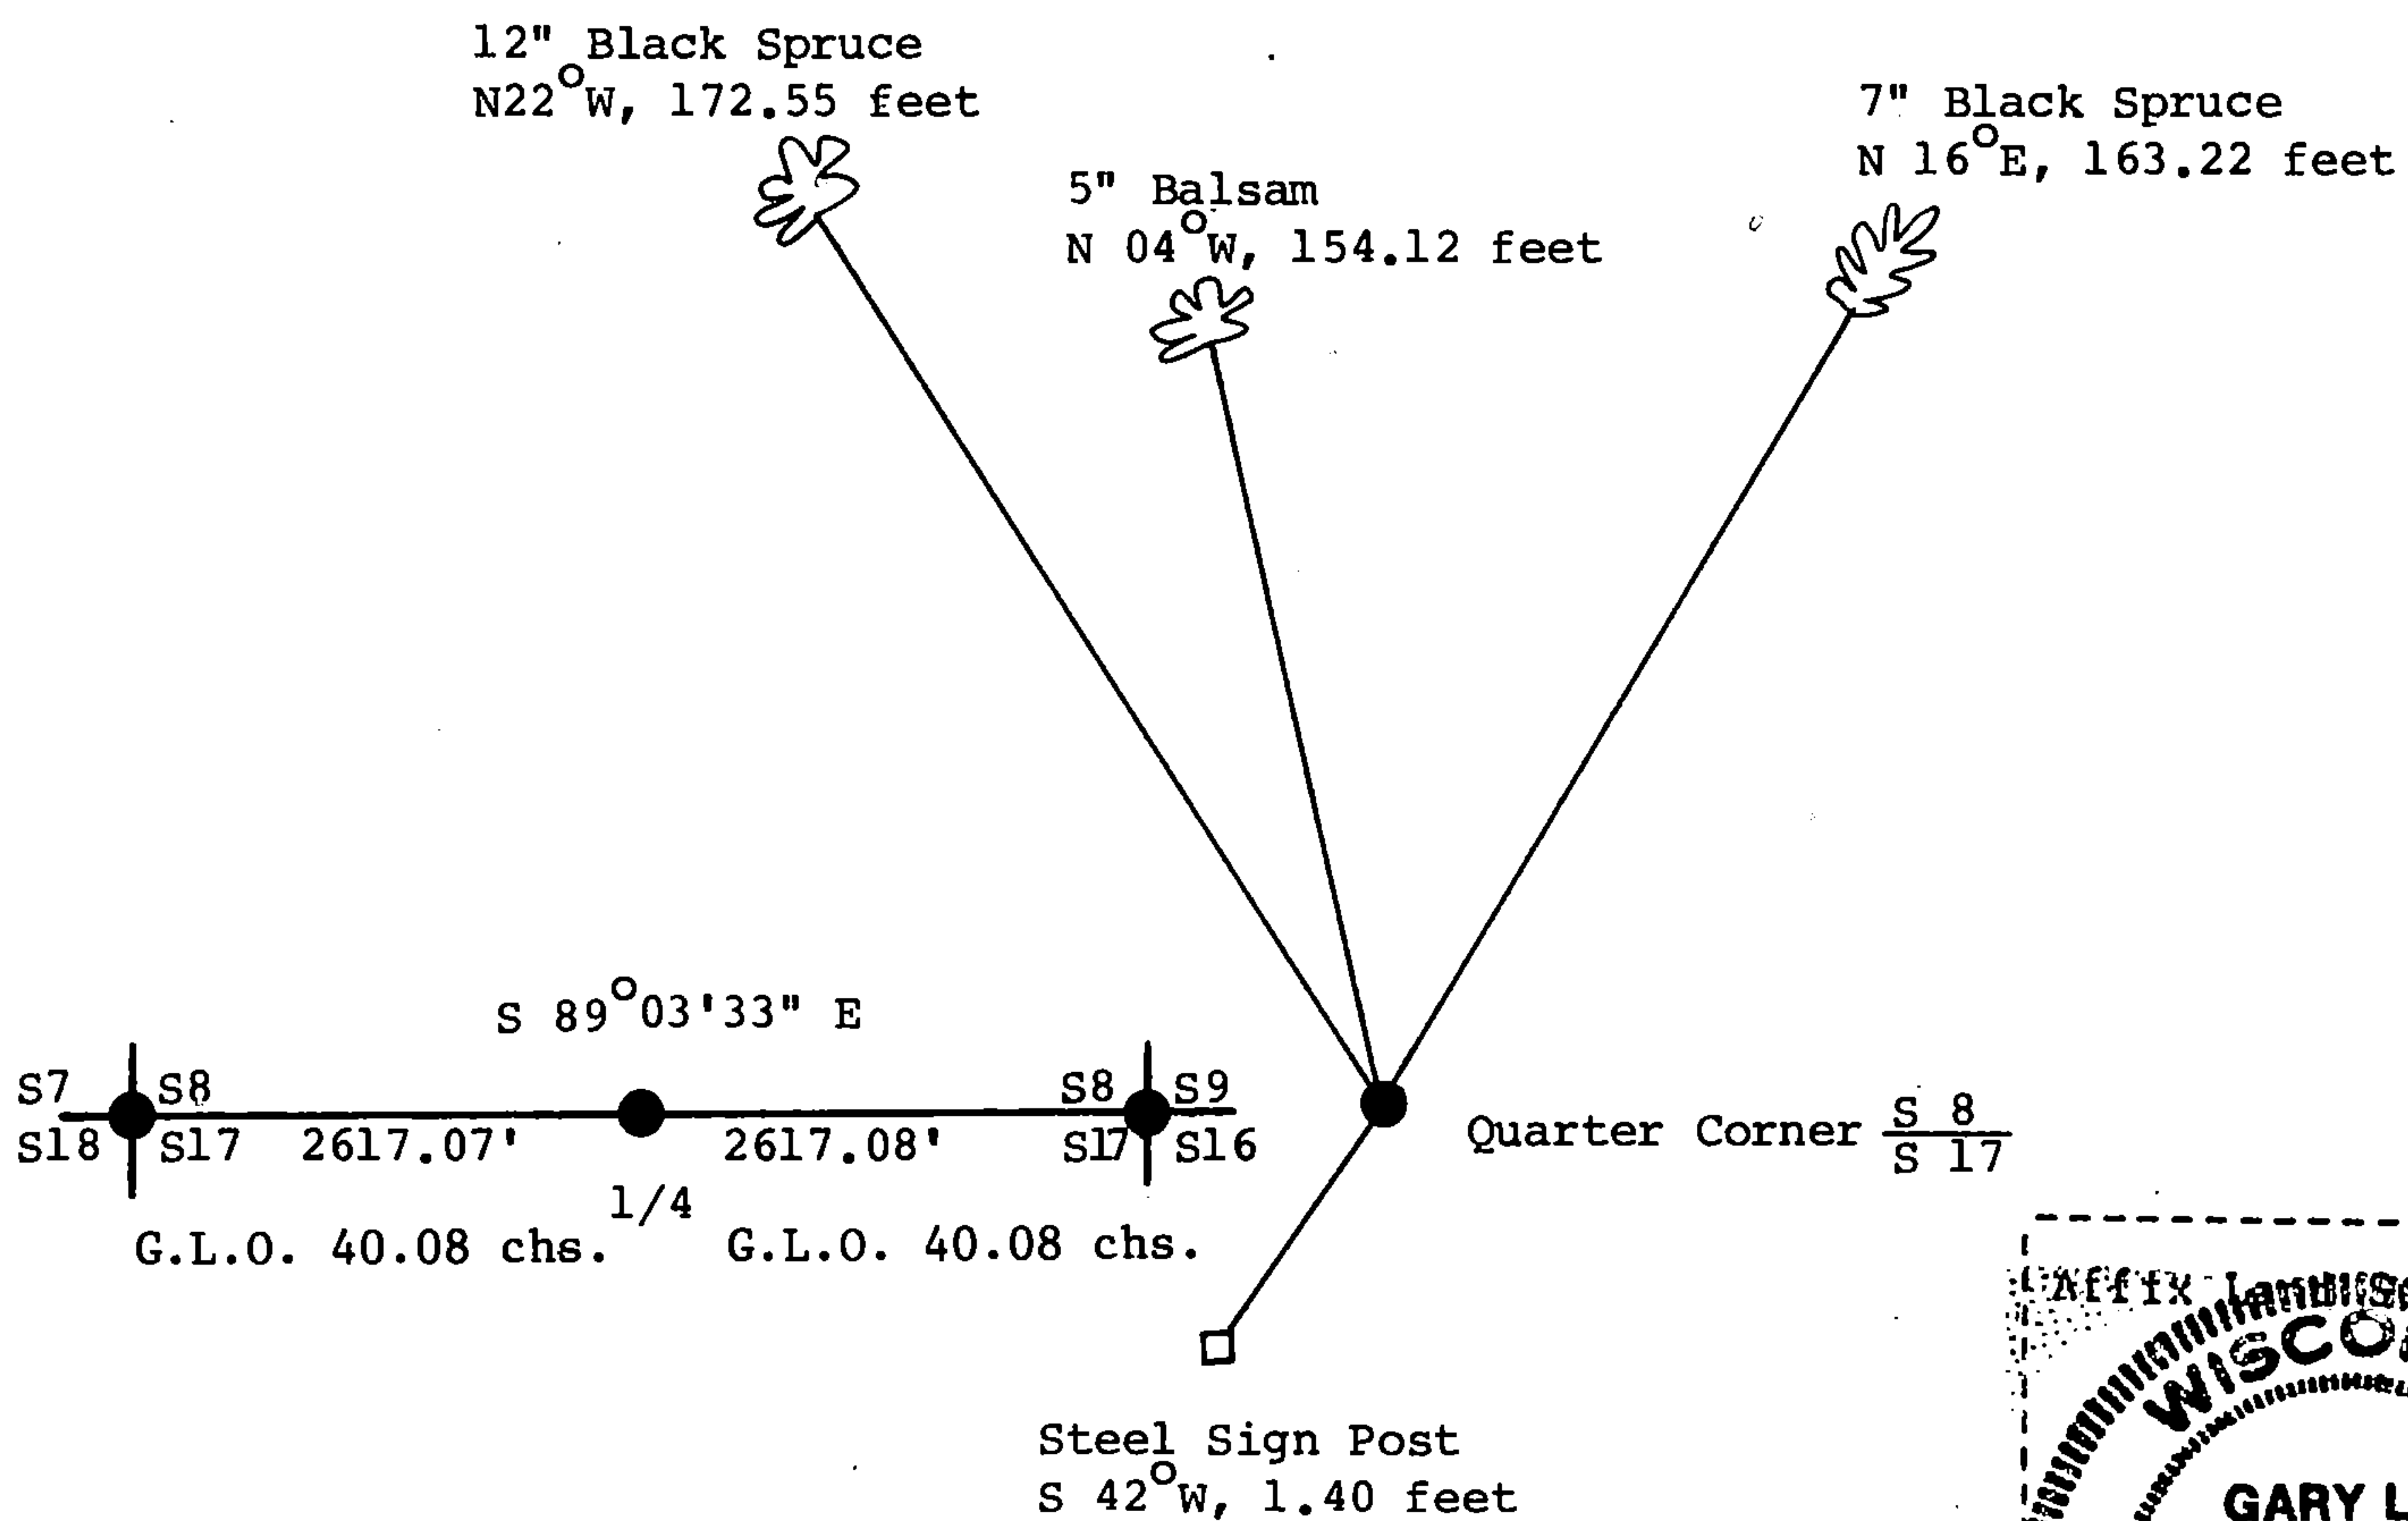 12" Black Spruce
N22°W, 172.55 feet
7" Black Spruce
N 16°E, 163.22 feet
5" Balsam
N 04°W, 154.12 feet
S 89°03'33" E
S7 S8 S8 S9
S18 S17 2617.07' 2617.08' S17 S16
Quarter Corner S 8
S 17
1/4
G.L.O. 40.08 chs. G.L.O. 40.08 chs.
Affix Land
WISCO
Steel Sign Post
S 42°W, 1.40 feet
GARY L